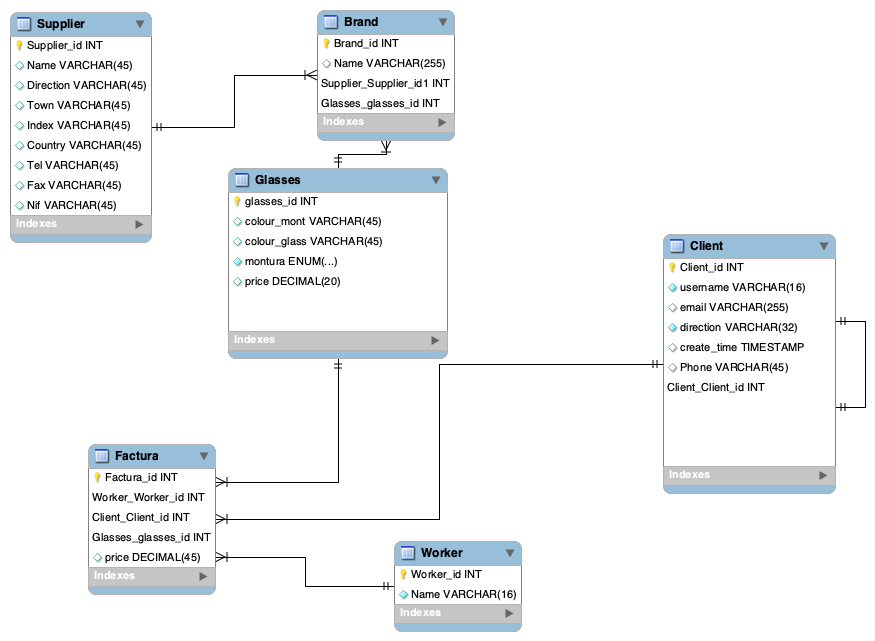 Supplier
Supplier_id INT
Name VARCHAR(45)
Direction VARCHAR(45)
Town VARCHAR(45)
Index VARCHAR(45)
Country VARCHAR(45)
Tel VARCHAR(45)
Fax VARCHAR(45)
Nif VARCHAR(45)
Indexes
Brand
Brand_id INT
Name VARCHAR(255)
Supplier_Supplier_id1 INT
Glasses_glasses_id INT
Indexes
Glasses
glasses_id INT
colour_mont VARCHAR(45)
colour_glass VARCHAR(45)
montura ENUM(...)
price DECIMAL(20)
Indexes
Client
Client_id INT
username VARCHAR(16)
email VARCHAR(255)
direction VARCHAR(32)
create_time TIMESTAMP
Phone VARCHAR(45)
Client_Client_id INT
Indexes
Factura
Factura_id INT
Worker_Worker_id INT
Client_Client_id INT
Glasses_glasses_id INT
price DECIMAL(45)
Indexes
Worker
Worker_id INT
Name VARCHAR(16)
Indexes